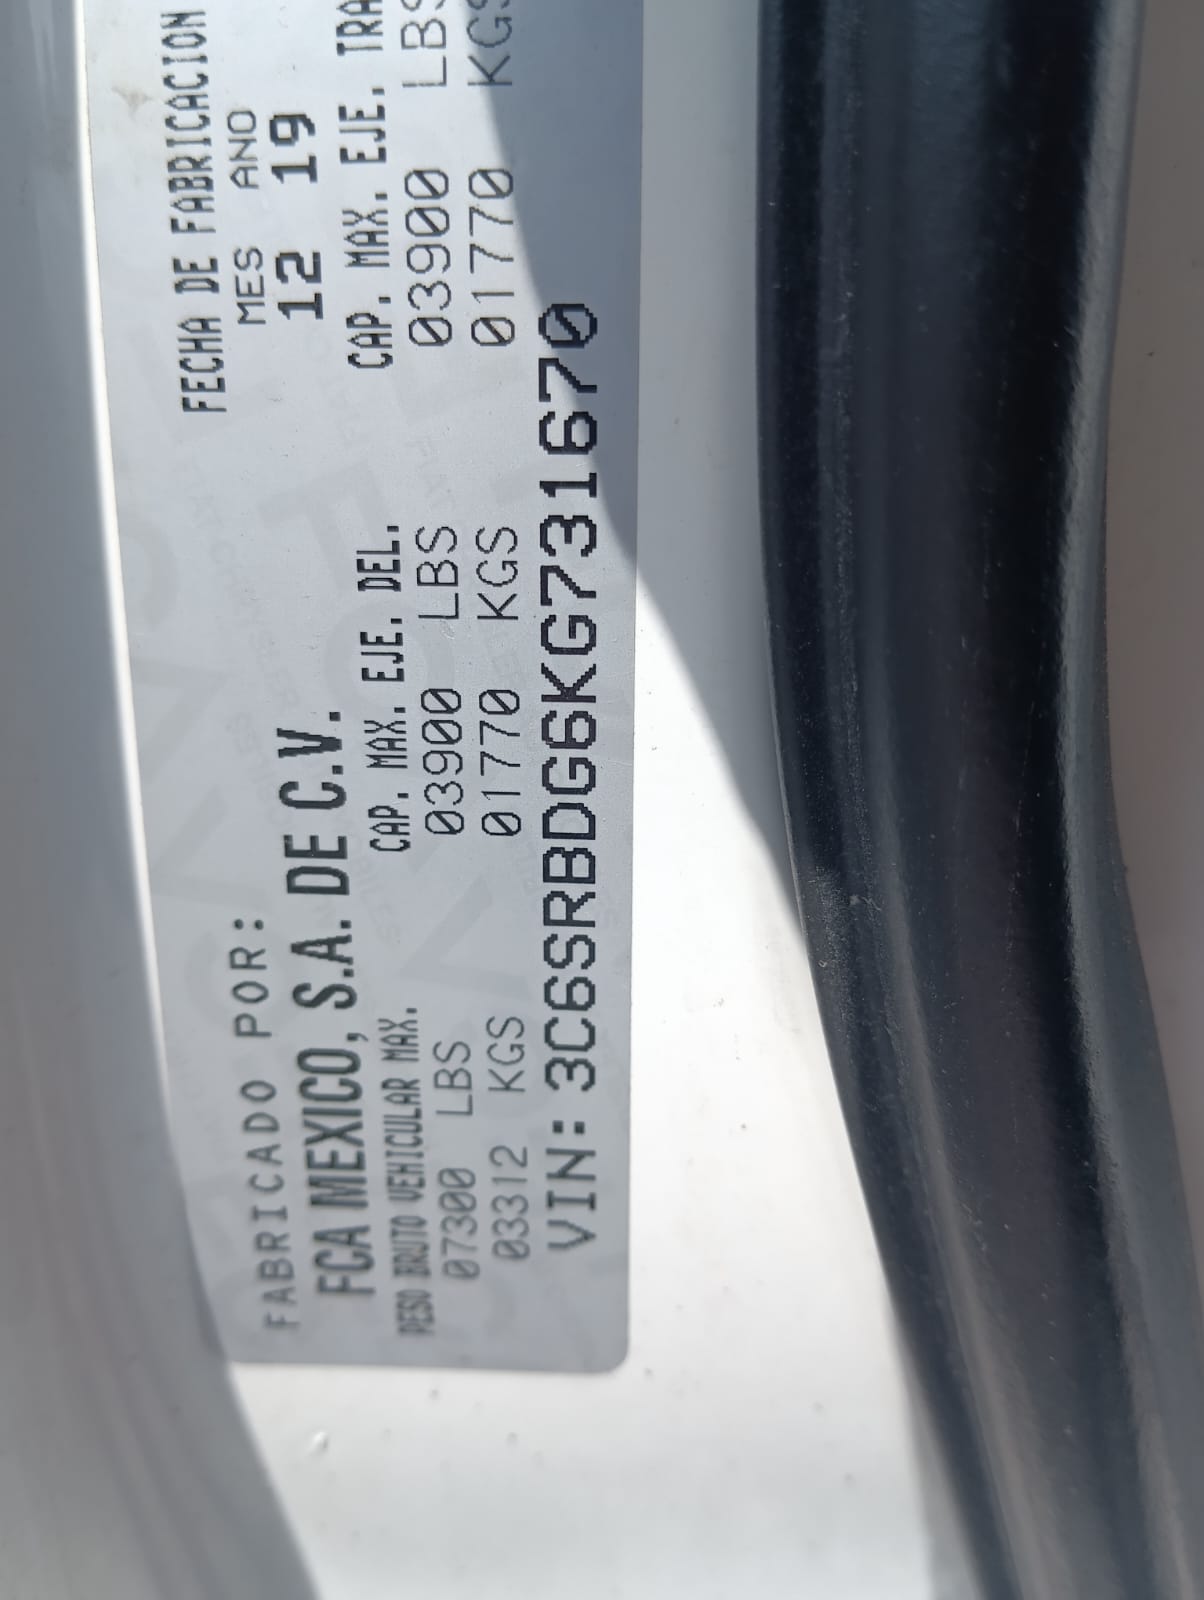 FABRICADO POR:
FECHA DE FABRICACION
MES ANO
FCA MEXICO, S.A. DE C.V.
12 19
PESO BRUTO VEHICULAR MAX. CAP. MAX. EJE. DEL. CAP. MAX. EJE. TRA
07300 LBS 03900 LBS 03900 LBS
03312 KGS 01770 KGS 01770 KGS
VIN: 3C6SRBDG6KG731670